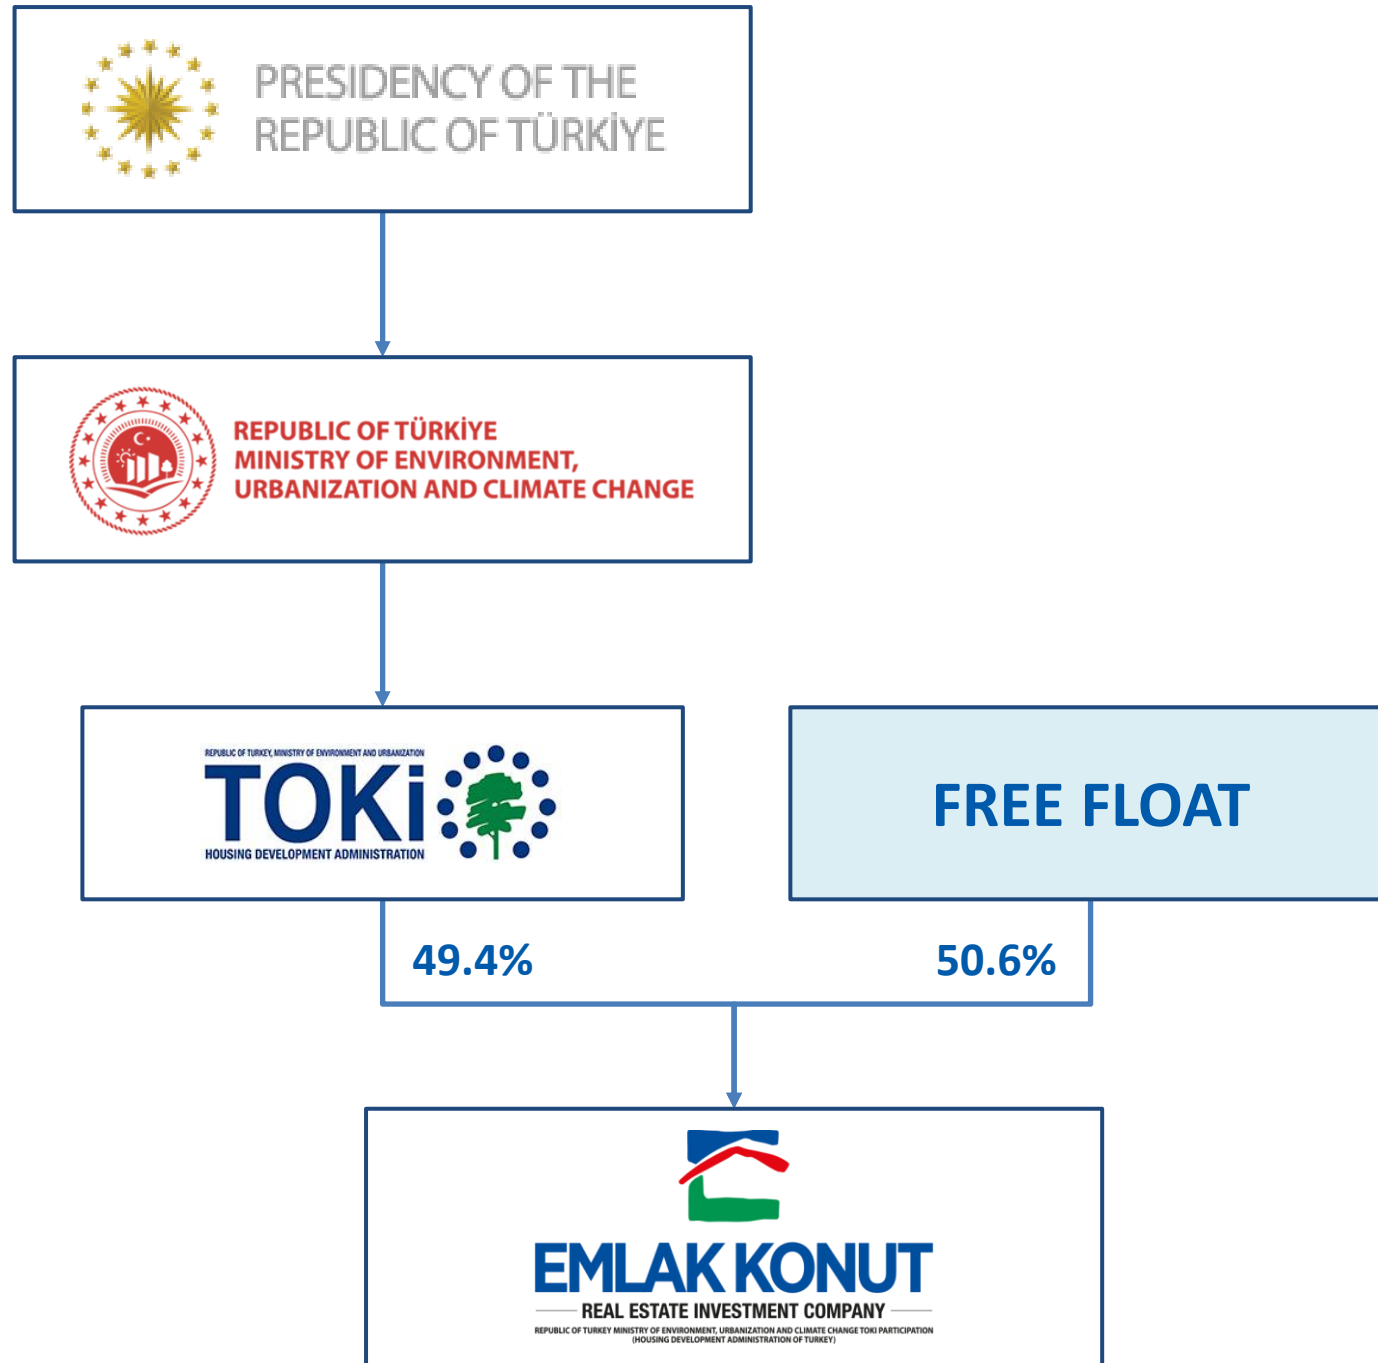 PRESIDENCY OF THE
REPUBLIC OF TÜRKİYE
REPUBLIC OF TÜRKİYE
MINISTRY OF ENVIRONMENT,
URBANIZATION AND CLIMATE CHANGE
REPUBLIC OF TURKEY, MINISTRY OF ENVIRONMENT AND URBANIZATION
TOKİ
HOUSING DEVELOPMENT ADMINISTRATION
FREE FLOAT
49.4%
50.6%
EMLAK KONUT
REAL ESTATE INVESTMENT COMPANY
REPUBLIC OF TURKEY MINISTRY OF ENVIRONMENT, URBANIZATION AND CLIMATE CHANGE TOKI PARTICIPATION
(HOUSING DEVELOPMENT ADMINISTRATION OF TURKEY)